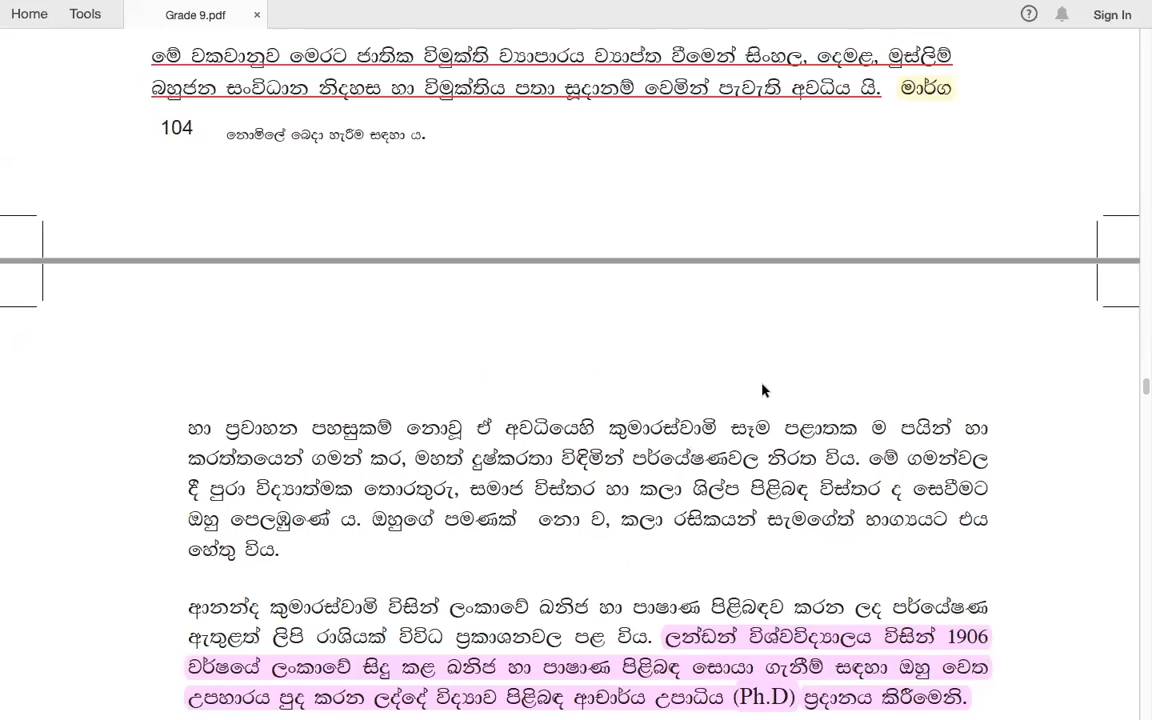 Home Tools Grade 9.pdf × Sign In
මේ වකවානුව මෙරට ජාතික විමුක්ති ව්‍යාපාරය ව්‍යාප්ත වීමෙන් සිංහල, දෙමළ, මුස්ලිම්
බහුජන සංවිධාන නිදහස හා විමුක්තිය පතා සූදානම් වෙමින් පැවැති අවධිය යි. මාර්ග
104 නොමිලේ බෙදා හැරීම සඳහා ය.
හා ප්‍රවාහන පහසුකම් නොවූ ඒ අවධියෙහි කුමාරස්වාමි සෑම පළාතක ම පයින් හා
කරත්තයෙන් ගමන් කර, මහත් දුෂ්කරතා විඳිමින් පර්යේෂණවල නිරත විය. මේ ගමන්වල
දී පුරා විද්‍යාත්මක තොරතුරු, සමාජ විස්තර හා කලා ශිල්ප පිළිබඳ විස්තර ද සෙවීමට
ඔහු පෙලඹුණේ ය. ඔහුගේ පමණක් නො ව, කලා රසිකයන් සැමගේත් භාග්‍යයට එය
හේතු විය.
ආනන්ද කුමාරස්වාමි විසින් ලංකාවේ ඛනිජ හා පාෂාණ පිළිබඳව කරන ලද පර්යේෂණ
ඇතුළත් ලිපි රාශියක් විවිධ ප්‍රකාශනවල පළ විය. ලන්ඩන් විශ්වවිද්‍යාලය විසින් 1906
වර්ෂයේ ලංකාවේ සිදු කළ ඛනිජ හා පාෂාණ පිළිබඳ සොයා ගැනීම් සඳහා ඔහු වෙත
උපහාරය පුද කරන ලද්දේ විද්‍යාව පිළිබඳ ආචාර්ය උපාධිය (Ph.D) ප්‍රදානය කිරීමෙනි.